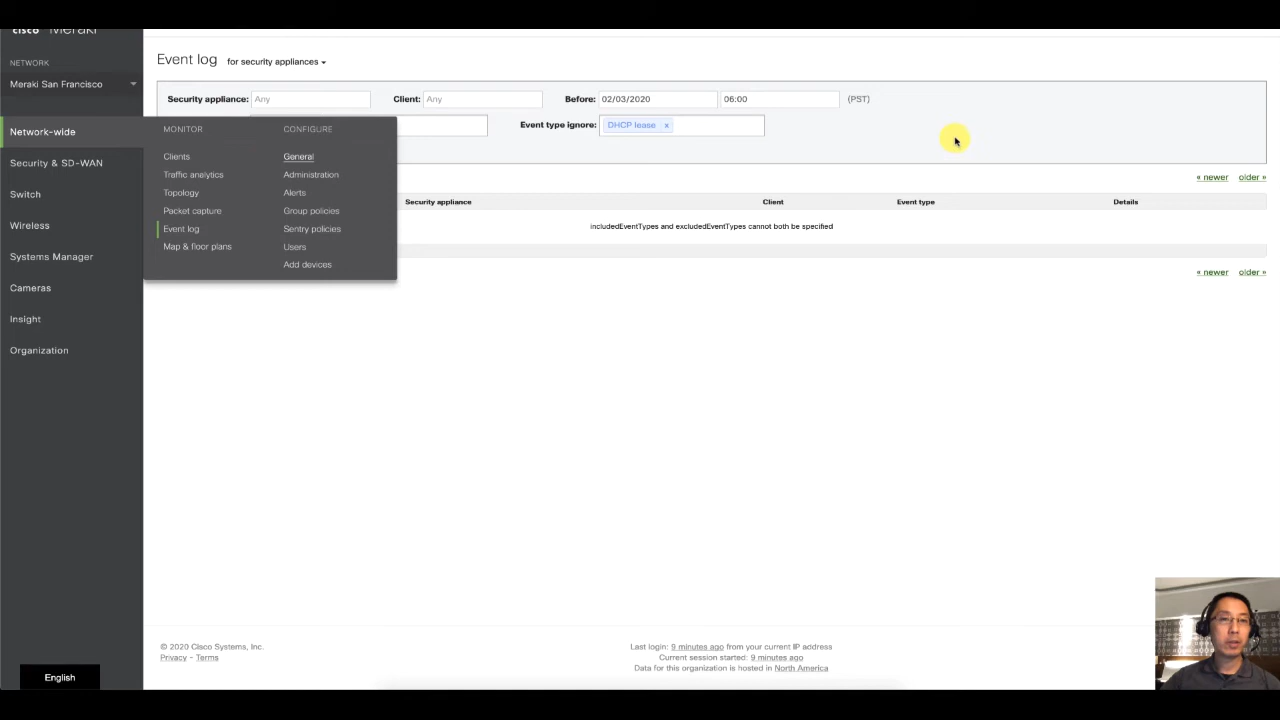 cisco Meraki
NETWORK
Meraki San Francisco
Network-wide
Security & SD-WAN
Switch
Wireless
Systems Manager
Cameras
Insight
Organization
English
MONITOR
Clients
Traffic analytics
Topology
Packet capture
Event log
Map & floor plans
CONFIGURE
General
Administration
Alerts
Group policies
Sentry policies
Users
Add devices
Event log for security appliances
Security appliance: Any Client: Any Before: 02/03/2020 06:00 (PST)
Event type ignore: DHCP lease x
« newer older »
Security appliance Client Event type Details
includedEventTypes and excludedEventTypes cannot both be specified
« newer older »
© 2020 Cisco Systems, Inc.
Privacy - Terms
Last login: 9 minutes ago from your current IP address
Current session started: 9 minutes ago
Data for this organization is hosted in North America